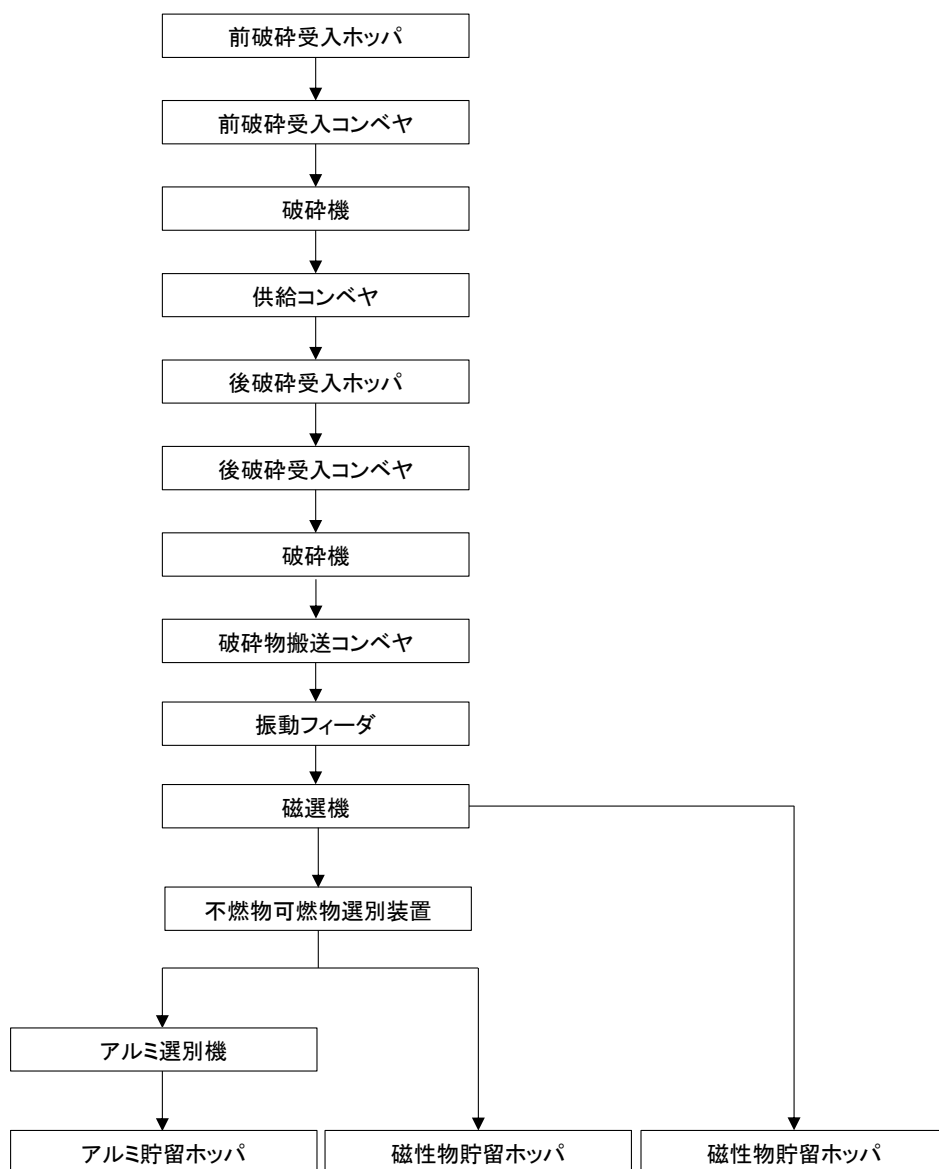 前破砕受入ホッパ
前破砕受入コンベヤ
破砕機
供給コンベヤ
後破砕受入ホッパ
後破砕受入コンベヤ
破砕機
破砕物搬送コンベヤ
振動フィーダ
磁選機
不燃物可燃物選別装置
アルミ選別機
アルミ貯留ホッパ
磁性物貯留ホッパ
磁性物貯留ホッパ